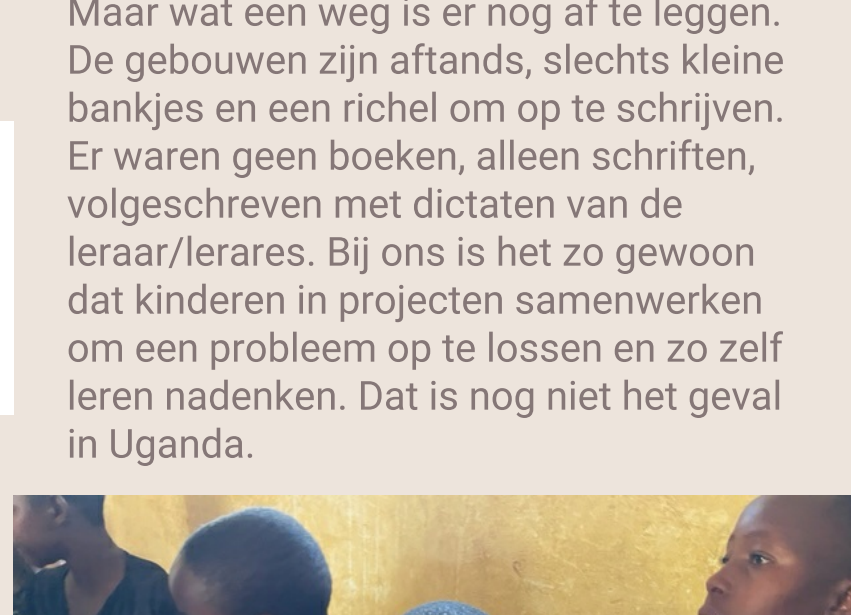 Maar wat een weg is er nog af te leggen.
De gebouwen zijn aftands, slechts kleine
bankjes en een richel om op te schrijven.
Er waren geen boeken, alleen schriften,
volgeschreven met dictaten van de
leraar/lerares. Bij ons is het zo gewoon
dat kinderen in projecten samenwerken
om een probleem op te lossen en zo zelf
leren nadenken. Dat is nog niet het geval
in Uganda.